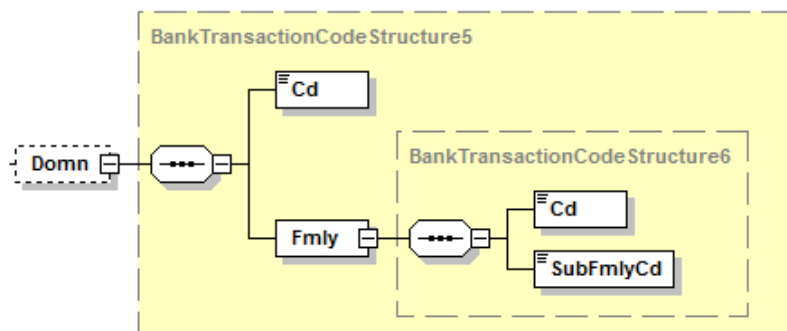 BankTransactionCodeStructure5
Cd
Domn
BankTransactionCodeStructure6
Cd
Fmly
SubFmlyCd